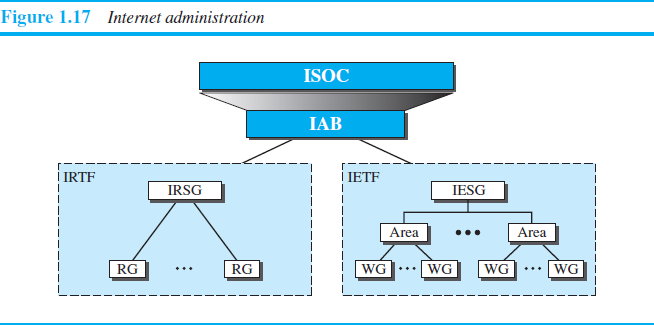 Figure 1.17 Internet administration
ISOC
IAB
IRTF
IRSG
RG ... RG
IETF
IESG
Area ... Area
WG ... WG WG ... WG